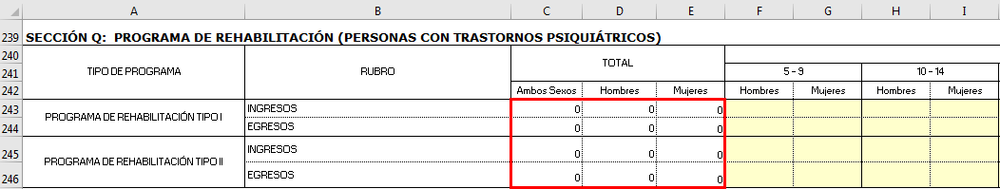 A B C D E F G H I
239 SECCIÓN Q: PROGRAMA DE REHABILITACIÓN (PERSONAS CON TRASTORNOS PSIQUIÁTRICOS)
240
TOTAL
241 TIPO DE PROGRAMA RUBRO 5 - 9 10 - 14
242 Ambos Sexos Hombres Mujeres Hombres Mujeres Hombres Mujeres
243 INGRESOS 0 0 0
PROGRAMA DE REHABILITACIÓN TIPO I
244 EGRESOS 0 0 0
245 INGRESOS 0 0 0
PROGRAMA DE REHABILITACIÓN TIPO II
246 EGRESOS 0 0 0